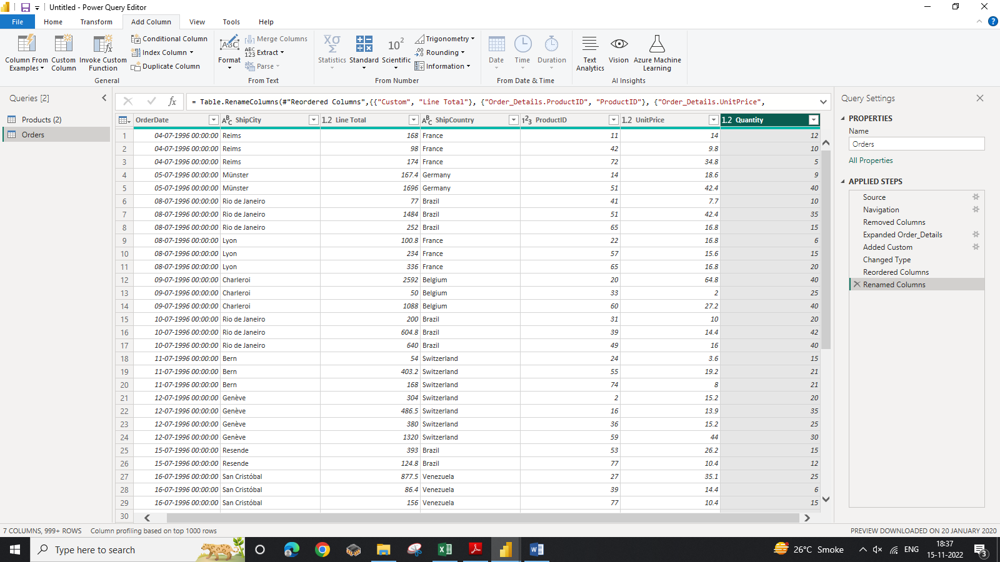 Untitled - Power Query Editor
File Home Transform Add Column View Tools Help
Column From Examples
Custom Column
Invoke Custom Function
Conditional Column
Index Column
Duplicate Column
General
Format
Merge Columns
Extract
Parse
From Text
Statistics
Standard
Scientific
Trigonometry
Rounding
Information
From Number
Date
Time
Duration
From Date & Time
Text Analytics
Vision
Azure Machine Learning
AI Insights
Queries [2]
Products (2)
Orders
= Table.RenameColumns(#"Reordered Columns",{{"Custom", "Line Total"}, {"Order_Details.ProductID", "ProductID"}, {"Order_Details.UnitPrice",
OrderDate ABC ShipCity 1.2 Line Total ABC ShipCountry 123 ProductID 1.2 UnitPrice 1.2 Quantity
1 04-07-1996 00:00:00 Reims 168 France 11 14 12
2 04-07-1996 00:00:00 Reims 98 France 42 9.8 10
3 04-07-1996 00:00:00 Reims 174 France 72 34.8 5
4 05-07-1996 00:00:00 Münster 167.4 Germany 14 18.6 9
5 05-07-1996 00:00:00 Münster 1696 Germany 51 42.4 40
6 08-07-1996 00:00:00 Rio de Janeiro 77 Brazil 41 7.7 10
7 08-07-1996 00:00:00 Rio de Janeiro 1484 Brazil 51 42.4 35
8 08-07-1996 00:00:00 Rio de Janeiro 252 Brazil 65 16.8 15
9 08-07-1996 00:00:00 Lyon 100.8 France 22 16.8 6
10 08-07-1996 00:00:00 Lyon 234 France 57 15.6 15
11 08-07-1996 00:00:00 Lyon 336 France 65 16.8 20
12 09-07-1996 00:00:00 Charleroi 2592 Belgium 20 64.8 40
13 09-07-1996 00:00:00 Charleroi 50 Belgium 33 2 25
14 09-07-1996 00:00:00 Charleroi 1088 Belgium 60 27.2 40
15 10-07-1996 00:00:00 Rio de Janeiro 200 Brazil 31 10 20
16 10-07-1996 00:00:00 Rio de Janeiro 604.8 Brazil 39 14.4 42
17 10-07-1996 00:00:00 Rio de Janeiro 640 Brazil 49 16 40
18 11-07-1996 00:00:00 Bern 54 Switzerland 24 3.6 15
19 11-07-1996 00:00:00 Bern 403.2 Switzerland 55 19.2 21
20 11-07-1996 00:00:00 Bern 168 Switzerland 74 8 21
21 12-07-1996 00:00:00 Genève 304 Switzerland 2 15.2 20
22 12-07-1996 00:00:00 Genève 486.5 Switzerland 16 13.9 35
23 12-07-1996 00:00:00 Genève 380 Switzerland 36 15.2 25
24 12-07-1996 00:00:00 Genève 1320 Switzerland 59 44 30
25 15-07-1996 00:00:00 Resende 393 Brazil 53 26.2 15
26 15-07-1996 00:00:00 Resende 124.8 Brazil 77 10.4 12
27 16-07-1996 00:00:00 San Cristóbal 877.5 Venezuela 27 35.1 25
28 16-07-1996 00:00:00 San Cristóbal 86.4 Venezuela 39 14.4 6
29 16-07-1996 00:00:00 San Cristóbal 156 Venezuela 77 10.4 15
30
Query Settings
PROPERTIES
Name
Orders
All Properties
APPLIED STEPS
Source
Navigation
Removed Columns
Expanded Order_Details
Added Custom
Changed Type
Reordered Columns
Renamed Columns
7 COLUMNS, 999+ ROWS Column profiling based on top 1000 rows
PREVIEW DOWNLOADED ON 20 JANUARY 2020
Type here to search
26°C Smoke
ENG
18:37
15-11-2022
3